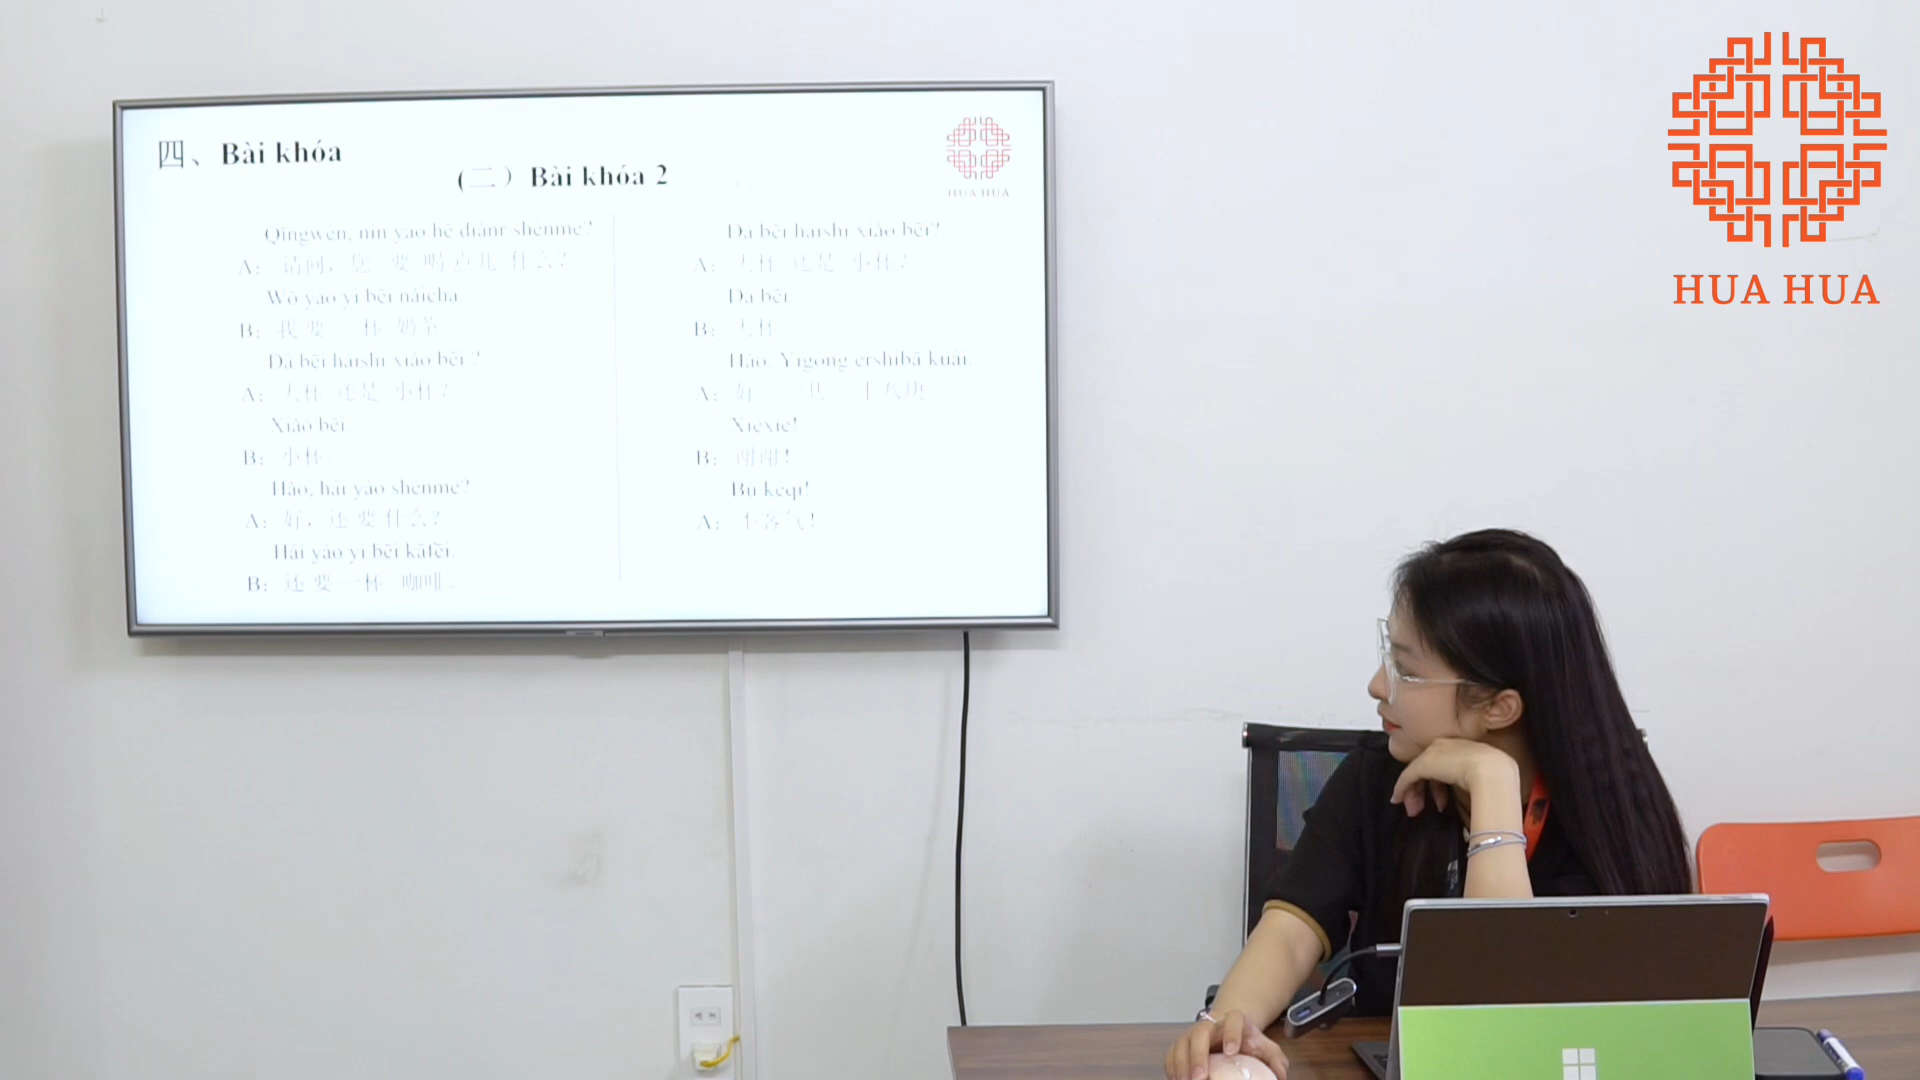 四、Bài khóa
(二) Bài khóa 2
HUA HUA
Qǐngwèn, nín yào hē diǎnr shénme?
A: 请问，您 要 喝 点儿 什么？
Wǒ yào yì bēi nǎichá
B: 我 要 一 杯 奶茶
Dà bēi háishì xiǎo bēi ?
A: 大杯 还是 小杯？
Xiǎo bēi.
B: 小杯.
Hǎo, hái yào shénme?
A: 好，还 要 什么？
Hái yào yì bēi kāfēi.
B: 还 要 一杯 咖啡.
Dà bēi háishì xiǎo bēi?
A: 大杯 还是 小杯？
Dà bēi
B: 大杯
Hǎo. Yígòng èrshíbā kuài.
A: 好 一共 二十八块
Xièxie!
B: 谢谢！
Bú kèqi!
A: 不客气！
HUA HUA